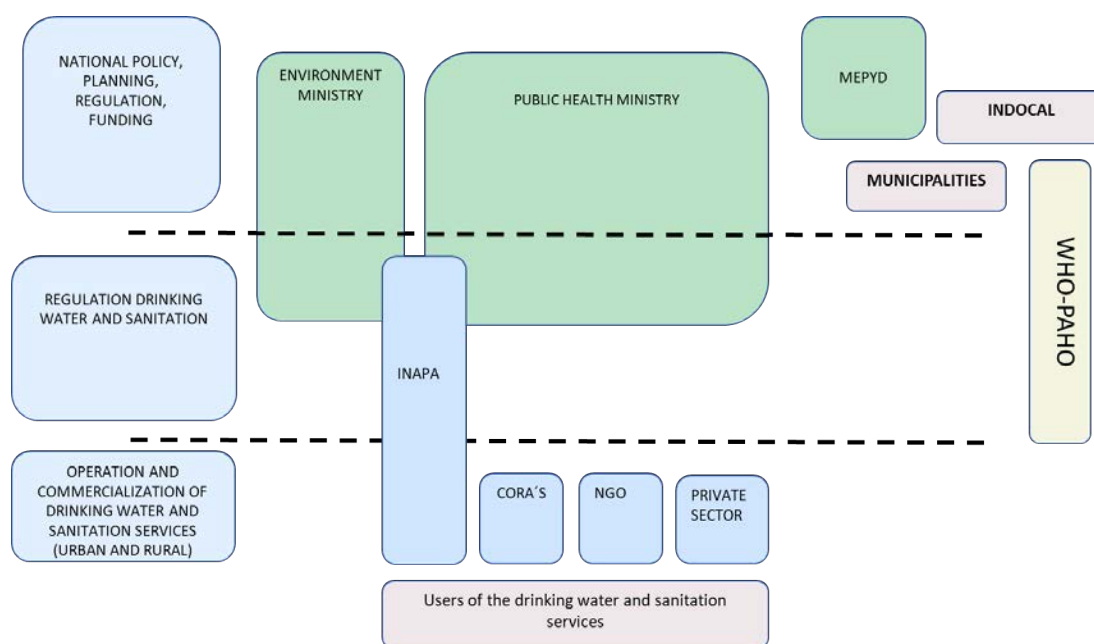 NATIONAL POLICY,
PLANNING,
REGULATION,
FUNDING
ENVIRONMENT
MINISTRY
PUBLIC HEALTH MINISTRY
MEPYD
INDOCAL
MUNICIPALITIES
WHO-PAHO
REGULATION DRINKING
WATER AND SANITATION
INAPA
OPERATION AND
COMMERCIALIZATION OF
DRINKING WATER AND
SANITATION SERVICES
(URBAN AND RURAL)
CORA´S
NGO
PRIVATE
SECTOR
Users of the drinking water and sanitation
services